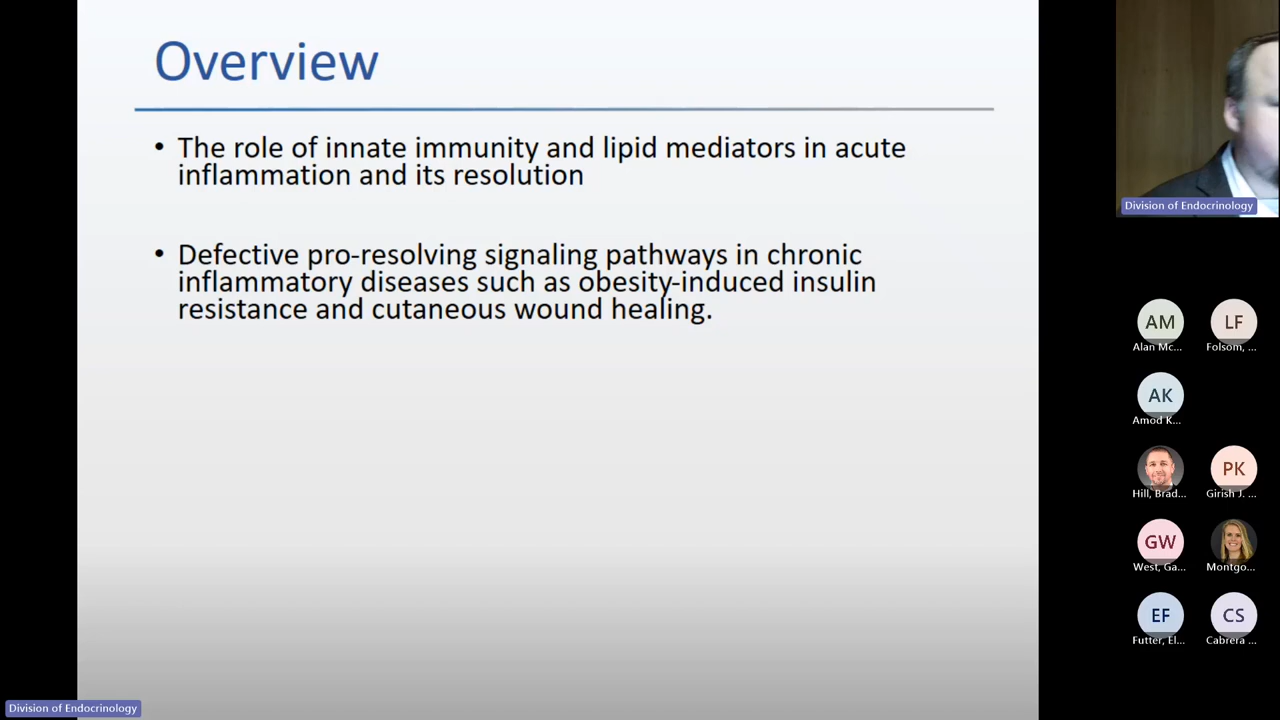 Overview
• The role of innate immunity and lipid mediators in acute
inflammation and its resolution
• Defective pro-resolving signaling pathways in chronic
inflammatory diseases such as obesity-induced insulin
resistance and cutaneous wound healing.
Division of Endocrinology
Division of Endocrinology
AM
Alan Mc...
LF
Folsom, ...
AK
Amod K...
Hill, Brad...
PK
Girish J. ...
GW
West, Ga...
Montgo...
EF
Futter, El...
CS
Cabrera ...